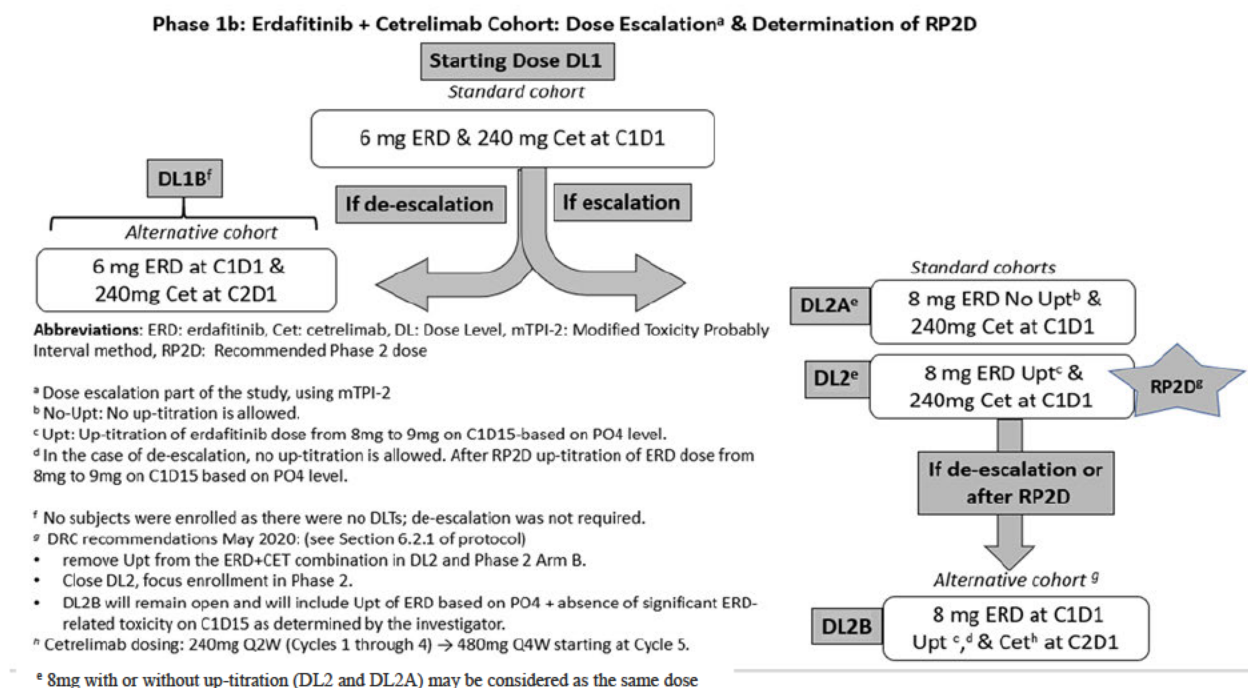 Phase 1b: Erdafitinib + Cetrelimab Cohort: Dose Escalationᵃ & Determination of RP2D
Starting Dose DL1
Standard cohort
6 mg ERD & 240 mg Cet at C1D1
DL1Bᶠ
If de-escalation
If escalation
Alternative cohort
6 mg ERD at C1D1 &
240mg Cet at C2D1
Standard cohorts
DL2Aᵉ
8 mg ERD No Uptᵇ &
240mg Cet at C1D1
DL2ᵉ
8 mg ERD Uptᶜ &
240mg Cet at C1D1
RP2Dᵍ
If de-escalation or
after RP2D
Alternative cohort ᵍ
DL2B
8 mg ERD at C1D1
Upt ᶜ,ᵈ & Cetʰ at C2D1
Abbreviations: ERD: erdafitinib, Cet: cetrelimab, DL: Dose Level, mTPI-2: Modified Toxicity Probably
Interval method, RP2D: Recommended Phase 2 dose
ᵃ Dose escalation part of the study, using mTPI-2
ᵇ No-Upt: No up-titration is allowed.
ᶜ Upt: Up-titration of erdafitinib dose from 8mg to 9mg on C1D15-based on PO4 level.
ᵈ In the case of de-escalation, no up-titration is allowed. After RP2D up-titration of ERD dose from
8mg to 9mg on C1D15 based on PO4 level.
ᶠ No subjects were enrolled as there were no DLTs; de-escalation was not required.
ᵍ DRC recommendations May 2020: (see Section 6.2.1 of protocol)
• remove Upt from the ERD+CET combination in DL2 and Phase 2 Arm B.
• Close DL2, focus enrollment in Phase 2.
• DL2B will remain open and will include Upt of ERD based on PO4 + absence of significant ERD-
related toxicity on C1D15 as determined by the investigator.
ʰ Cetrelimab dosing: 240mg Q2W (Cycles 1 through 4) → 480mg Q4W starting at Cycle 5.
ᵉ 8mg with or without up-titration (DL2 and DL2A) may be considered as the same dose